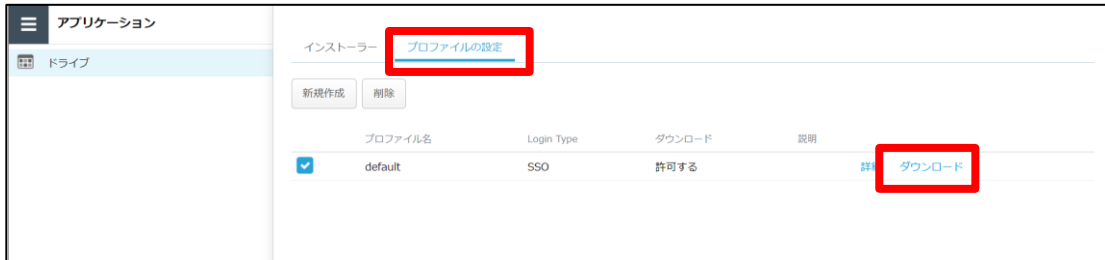 アプリケーション
ドライブ
インストーラー プロファイルの設定
新規作成 削除
プロファイル名 Login Type ダウンロード 説明
default SSO 許可する 詳細 ダウンロード